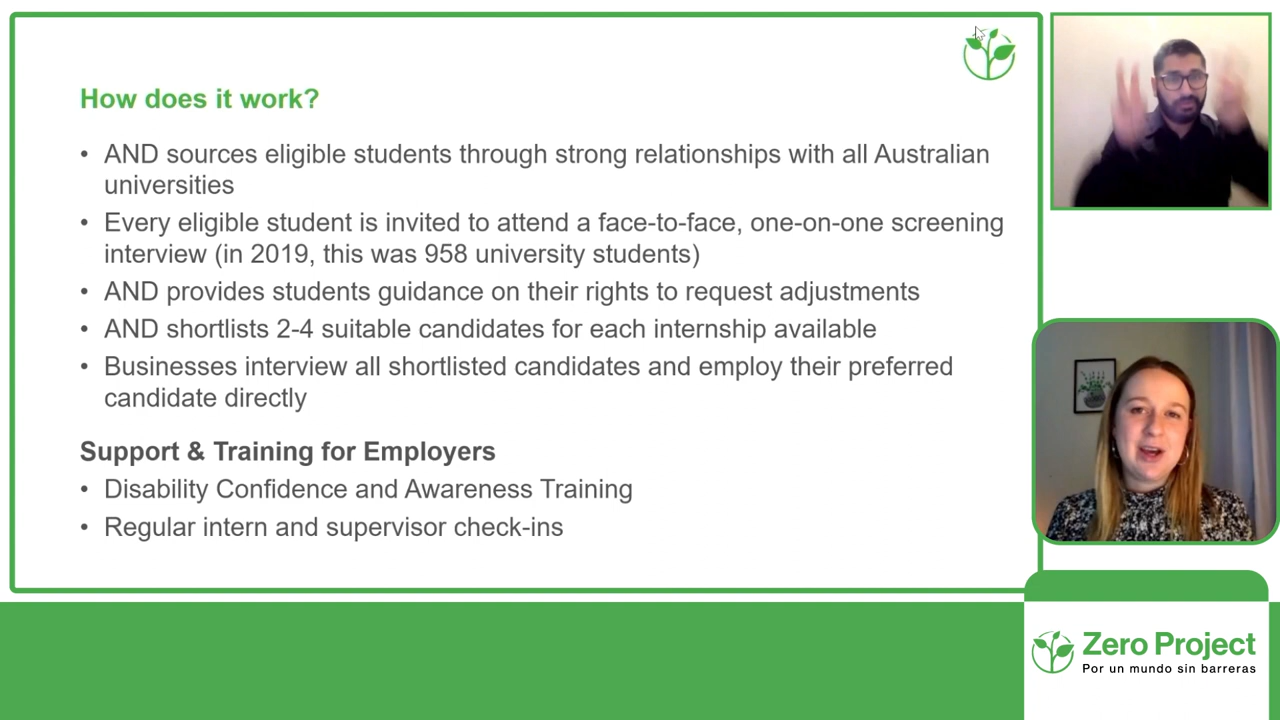 How does it work?
• AND sources eligible students through strong relationships with all Australian
universities
• Every eligible student is invited to attend a face-to-face, one-on-one screening
interview (in 2019, this was 958 university students)
• AND provides students guidance on their rights to request adjustments
• AND shortlists 2-4 suitable candidates for each internship available
• Businesses interview all shortlisted candidates and employ their preferred
candidate directly
Support & Training for Employers
• Disability Confidence and Awareness Training
• Regular intern and supervisor check-ins
Zero Project
Por un mundo sin barreras